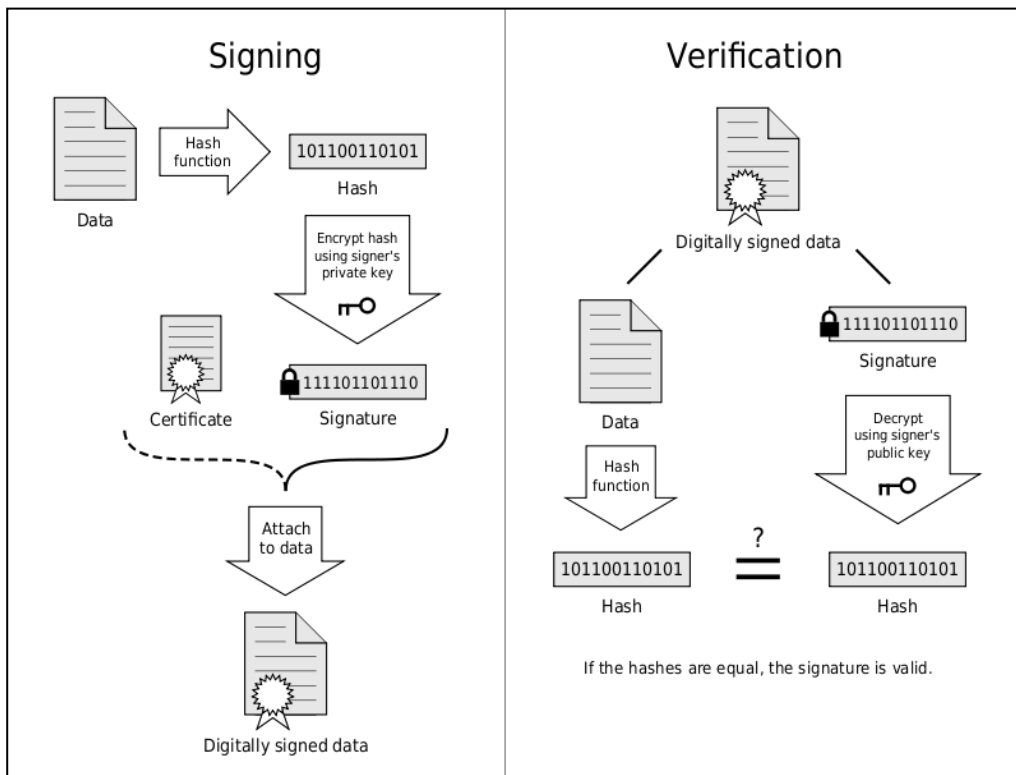 Signing
Hash
function
101100110101
Hash
Data
Encrypt hash
using signer's
private key
111101101110
Certificate
Signature
Attach
to data
Digitally signed data
Verification
Digitally signed data
111101101110
Signature
Data
Decrypt
using signer's
public key
Hash
function
?
101100110101
=
101100110101
Hash
Hash
If the hashes are equal, the signature is valid.